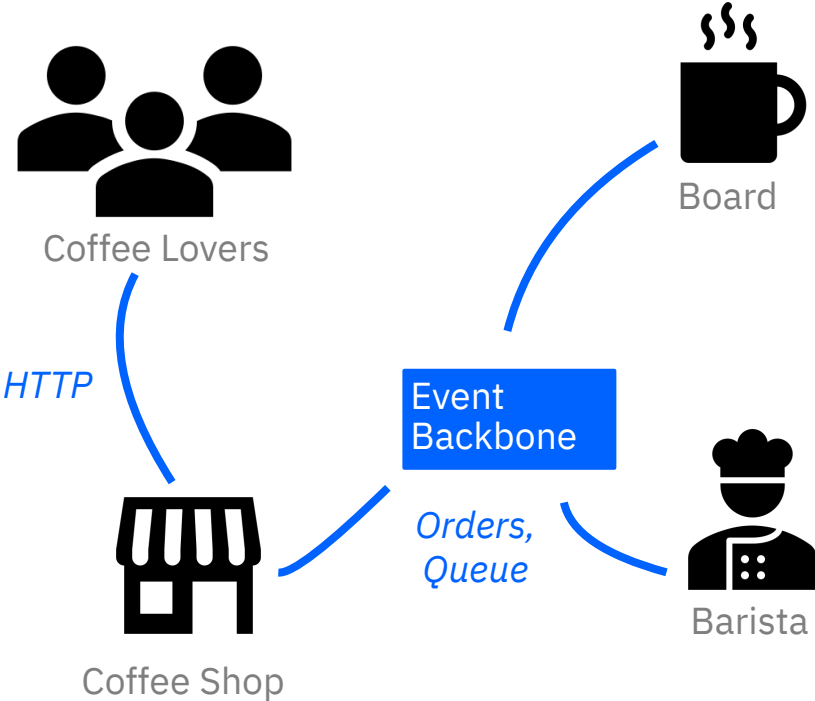 Board
Coffee Lovers
HTTP
Event
Backbone
Orders,
Queue
Barista
Coffee Shop